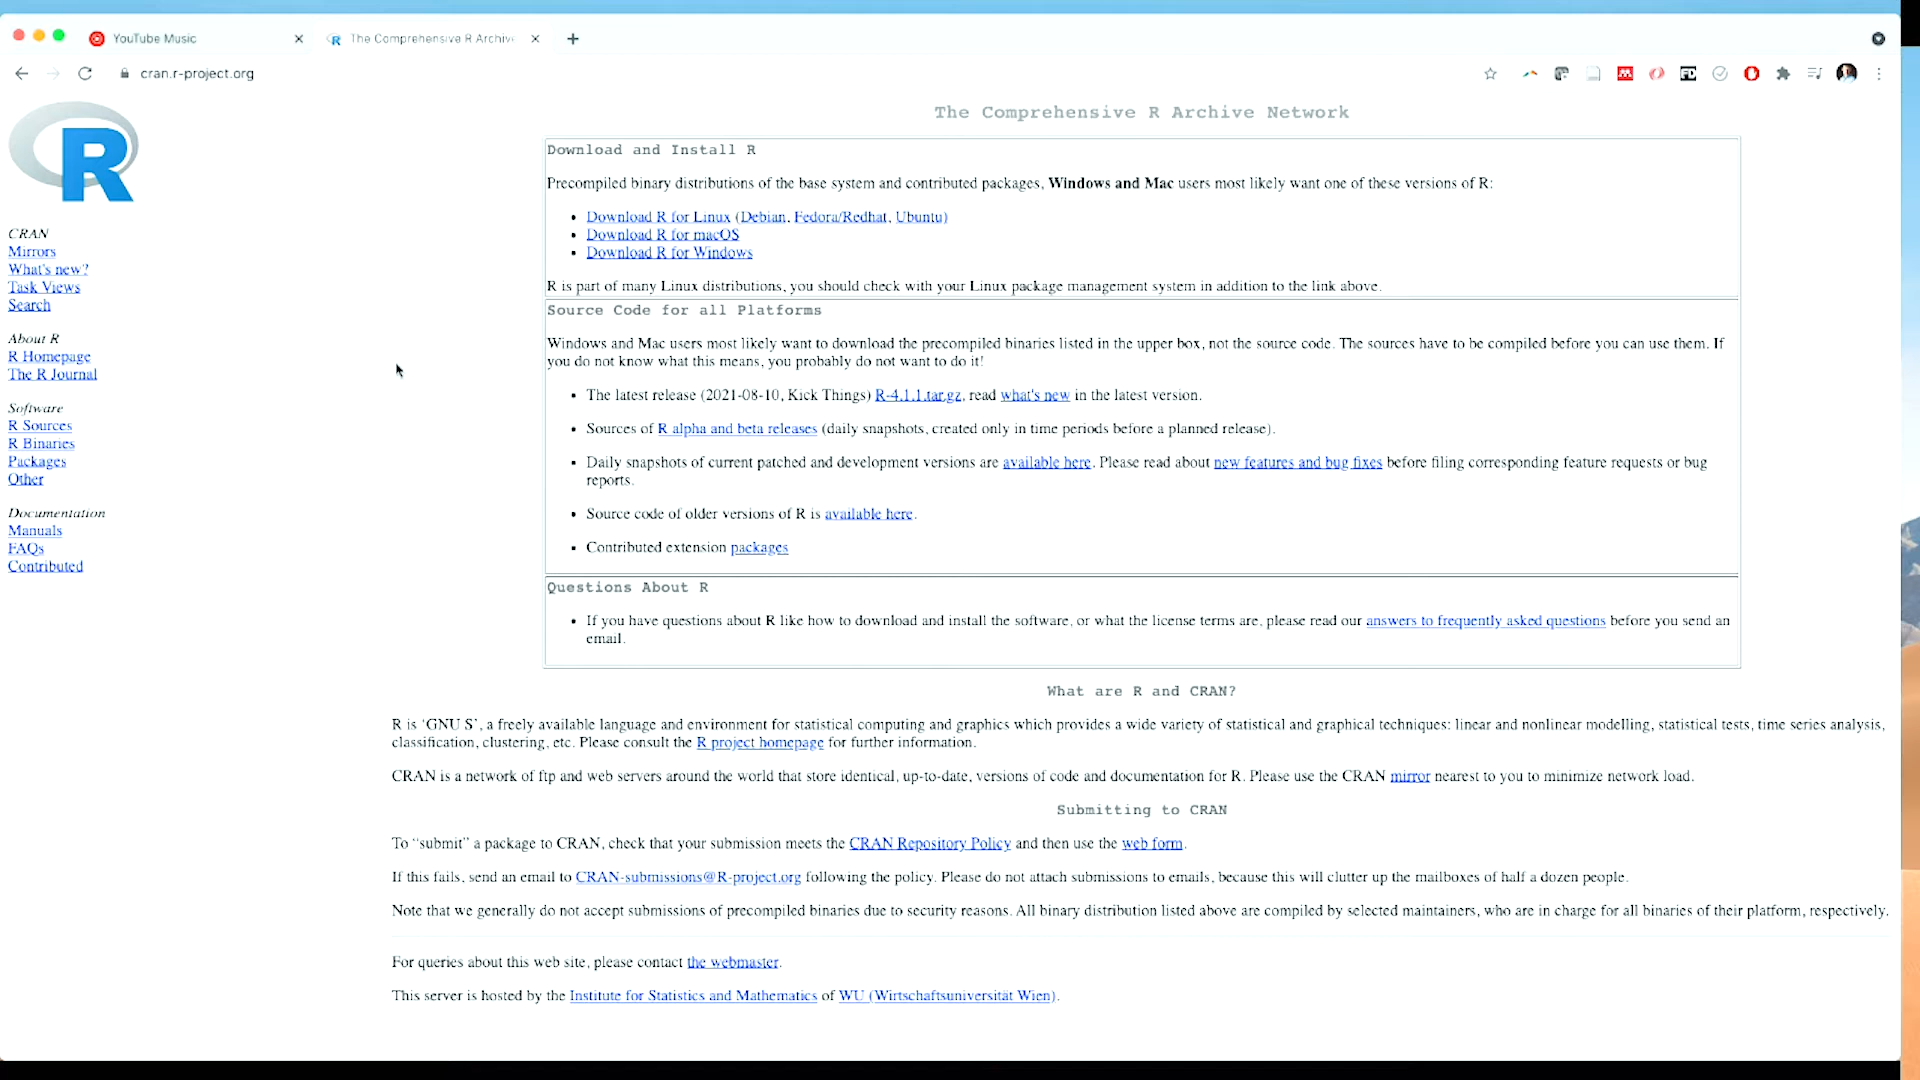 YouTube Music
The Comprehensive R Archiv
cran.r-project.org
R
CRAN
Mirrors
What's new?
Task Views
Search
About R
R Homepage
The R Journal
Software
R Sources
R Binaries
Packages
Other
Documentation
Manuals
FAQs
Contributed
The Comprehensive R Archive Network
Download and Install R
Precompiled binary distributions of the base system and contributed packages, Windows and Mac users most likely want one of these versions of R:
• Download R for Linux (Debian, Fedora/Redhat, Ubuntu)
• Download R for macOS
• Download R for Windows
R is part of many Linux distributions, you should check with your Linux package management system in addition to the link above.
Source Code for all Platforms
Windows and Mac users most likely want to download the precompiled binaries listed in the upper box, not the source code. The sources have to be compiled before you can use them. If
you do not know what this means, you probably do not want to do it!
• The latest release (2021-08-10, Kick Things) R-4.1.1.tar.gz, read what's new in the latest version.
• Sources of R alpha and beta releases (daily snapshots, created only in time periods before a planned release).
• Daily snapshots of current patched and development versions are available here. Please read about new features and bug fixes before filing corresponding feature requests or bug
reports.
• Source code of older versions of R is available here.
• Contributed extension packages
Questions About R
• If you have questions about R like how to download and install the software, or what the license terms are, please read our answers to frequently asked questions before you send an
email.
What are R and CRAN?
R is ‘GNU S’, a freely available language and environment for statistical computing and graphics which provides a wide variety of statistical and graphical techniques: linear and nonlinear modelling, statistical tests, time series analysis,
classification, clustering, etc. Please consult the R project homepage for further information.
CRAN is a network of ftp and web servers around the world that store identical, up-to-date, versions of code and documentation for R. Please use the CRAN mirror nearest to you to minimize network load.
Submitting to CRAN
To “submit” a package to CRAN, check that your submission meets the CRAN Repository Policy and then use the web form.
If this fails, send an email to CRAN-submissions@R-project.org following the policy. Please do not attach submissions to emails, because this will clutter up the mailboxes of half a dozen people.
Note that we generally do not accept submissions of precompiled binaries due to security reasons. All binary distribution listed above are compiled by selected maintainers, who are in charge for all binaries of their platform, respectively.
For queries about this web site, please contact the webmaster.
This server is hosted by the Institute for Statistics and Mathematics of WU (Wirtschaftsuniversität Wien).